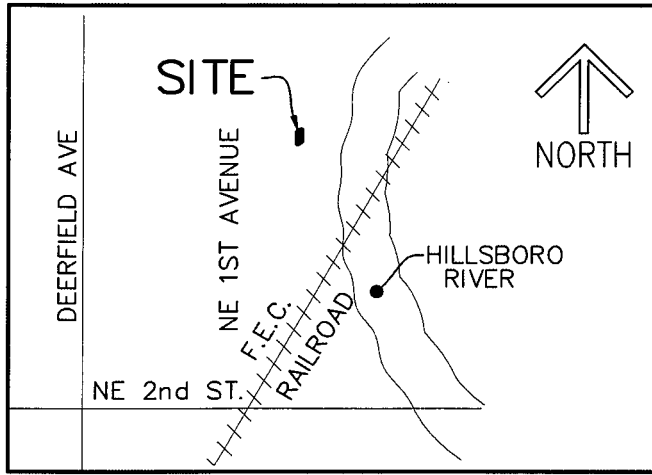 SITE
NORTH
DEERFIELD AVE
NE 1ST AVENUE
HILLSBORO
RIVER
F.E.C.
RAILROAD
NE 2nd ST.